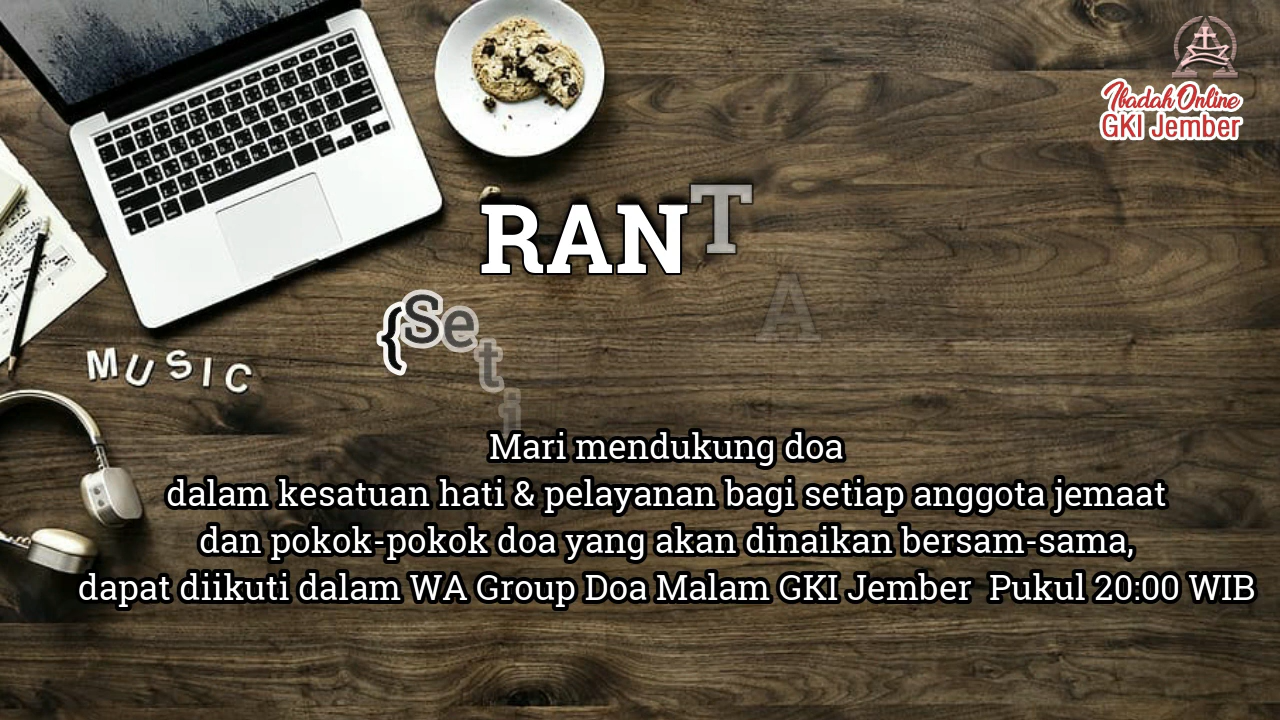 Ibadah Online
GKI Jember
RANTA
{Seti
MUSIC
Mari mendukung doa
dalam kesatuan hati & pelayanan bagi setiap anggota jemaat
dan pokok-pokok doa yang akan dinaikan bersam-sama,
dapat diikuti dalam WA Group Doa Malam GKI Jember Pukul 20:00 WIB